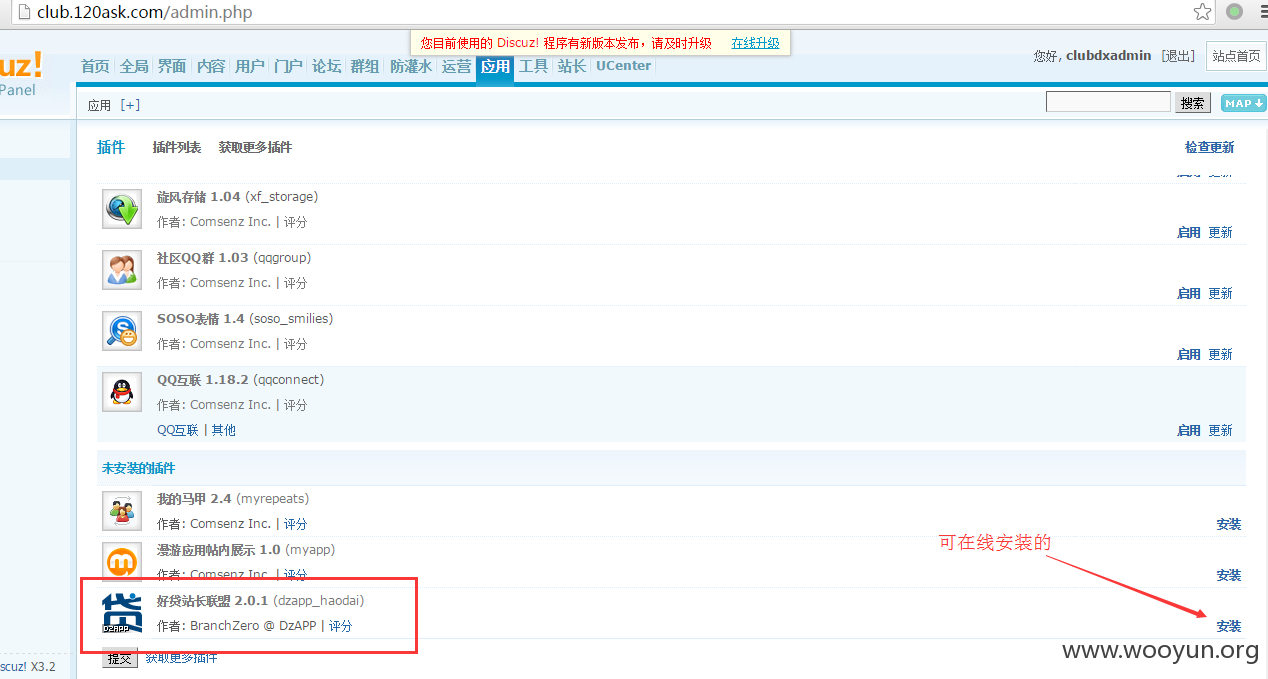 club.120ask.com/admin.php
您目前使用的 Discuz! 程序有新版本发布，请及时升级 在线升级
uz!
Panel
首页 全局 界面 内容 用户 门户 论坛 群组 防灌水 运营 应用 工具 站长 UCenter
您好, clubdxadmin [退出] 站点首页
应用 [+]
搜索 MAP
插件 插件列表 获取更多插件 检查更新
启用 更新
旋风存储 1.04 (xf_storage)
作者: Comsenz Inc. | 评分
启用 更新
社区QQ群 1.03 (qqgroup)
作者: Comsenz Inc. | 评分
启用 更新
SOSO表情 1.4 (soso_smilies)
作者: Comsenz Inc. | 评分
启用 更新
QQ互联 1.18.2 (qqconnect)
作者: Comsenz Inc. | 评分
QQ互联 | 其他 启用 更新
未安装的插件
我的马甲 2.4 (myrepeats)
作者: Comsenz Inc. | 评分 安装
可在线安装的
漫游应用帖内展示 1.0 (myapp)
作者: Comsenz Inc. | 评分 安装
好贷站长联盟 2.0.1 (dzapp_haodai)
贷
DZAPP
作者: BranchZero @ DzAPP | 评分 安装
提交 获取更多插件
scuz! X3.2
www.wooyun.org